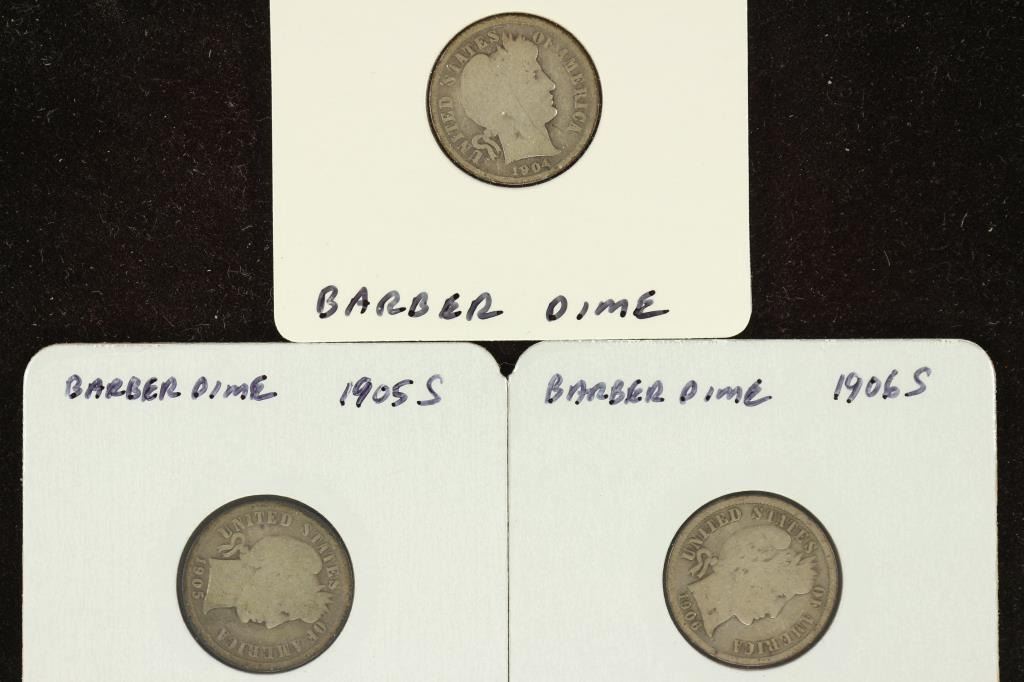 UNITED STATES OF AMERICA
1904
BARBER DIME
BARBER DIME 1905 S
UNITED STATES OF AMERICA
1905
BARBER DIME 1906 S
UNITED STATES OF AMERICA
1906